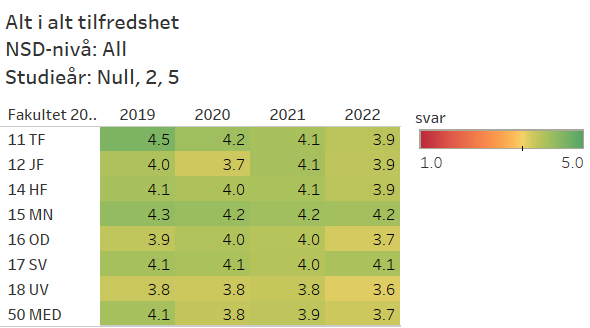 Alt i alt tilfredshet
NSD-nivå: All
Studieår: Null, 2, 5
Fakultet 20.. 2019 2020 2021 2022
11 TF 4.5 4.2 4.1 3.9
12 JF 4.0 3.7 4.1 3.9
14 HF 4.1 4.0 4.1 3.9
15 MN 4.3 4.2 4.2 4.2
16 OD 3.9 4.0 4.0 3.7
17 SV 4.1 4.1 4.0 4.1
18 UV 3.8 3.8 3.8 3.6
50 MED 4.1 3.8 3.9 3.7
svar
1.0 5.0